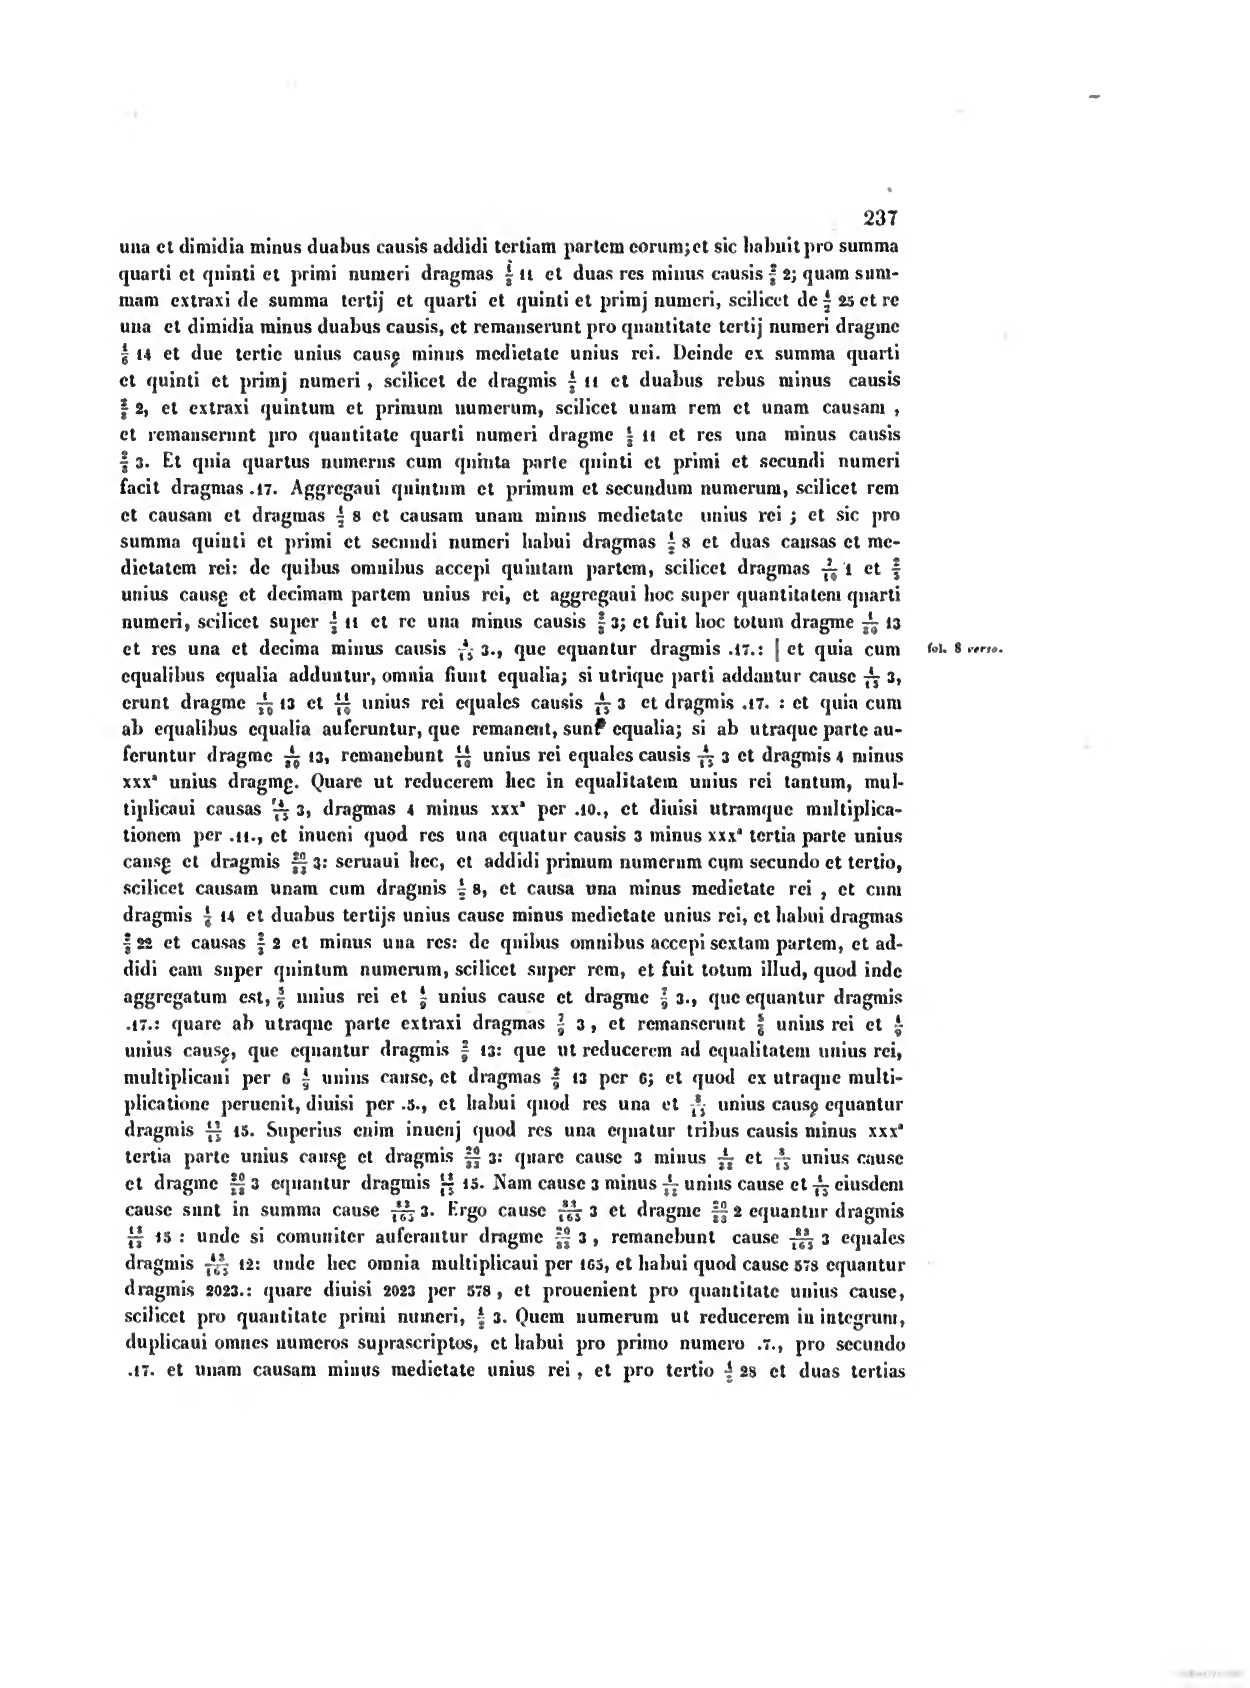 237
una et dimidia minus duabus causis addidi tertiam partem eorum; et sic habuit pro summa
quarti et quinti et primi numeri dragmas 1/3 11 et duas res minus causis 2/3 2; quam sum-
mam extraxi de summa tertij et quarti et quinti et primj numeri, scilicet de 1/2 25 et re
una et dimidia minus duabus causis, et remanserunt pro quantitate tertij numeri dragme
1/6 14 et due tertie unius causę minus medietate unius rei. Deinde ex summa quarti
et quinti et primj numeri, scilicet de dragmis 1/3 11 et duabus rebus minus causis
2/3 2, et extraxi quintum et primum numerum, scilicet unam rem et unam causam,
et remanserunt pro quantitate quarti numeri dragme 1/3 11 et res una minus causis
2/3 3. Et quia quartus numerus cum quinta parte quinti et primi et secundi numeri
facit dragmas .17. Aggregaui quintum et primum et secundum numerum, scilicet rem
et causam et dragmas 1/2 8 et causam unam minus medietate unius rei; et sic pro
summa quinti et primi et secundi numeri habui dragmas 1/2 8 et duas causas et me-
dietatem rei: de quibus omnibus accepi quintam partem, scilicet dragmas 7/10 1 et 2/5
unius causę et decimam partem unius rei, et aggregaui hoc super quantitatem quarti
numeri, scilicet super 1/3 11 et re una minus causis 2/3 3; et fuit hoc totum dragme 1/30 13
et res una et decima minus causis 4/15 3., que equantur dragmis .17.: | et quia cum
equalibus equalia adduntur, omnia fiunt equalia; si utrique parti addantur cause 4/15 3,
erunt dragme 1/30 13 et 11/10 unius rei equales causis 4/15 3 et dragmis .17. : et quia cum
ab equalibus equalia auferuntur, que remanent, sunt equalia; si ab utraque parte au-
feruntur dragme 1/30 13, remanebunt 11/10 unius rei equales causis 4/15 3 et dragmis 4 minus
xxxª unius dragmę. Quare ut reducerem hec in equalitatem unius rei tantum, mul-
tiplicaui causas 4/15 3, dragmas 4 minus xxxª per .10., et diuisi utramque multiplica-
tionem per .11., et inueni quod res una equatur causis 3 minus xxxª tertia parte unius
causę et dragmis 20/33 3: seruaui hec, et addidi primum numerum cum secundo et tertio,
scilicet causam unam cum dragmis 1/2 8, et causa una minus medietate rei, et cum
dragmis 1/6 14 et duabus tertijs unius cause minus medietate unius rei, et habui dragmas
2/3 22 et causas 2/3 2 et minus una res: de quibus omnibus accepi sextam partem, et ad-
didi eam super quintum numerum, scilicet super rem, et fuit totum illud, quod inde
aggregatum est, 5/6 unius rei et 4/9 unius cause et dragme 7/9 3., que equantur dragmis
.17.: quare ab utraque parte extraxi dragmas 7/9 3, et remanserunt 5/6 unius rei et 4/9
unius causę, que equantur dragmis 2/9 13: que ut reducerem ad equalitatem unius rei,
multiplicaui per 6 4/9 unius cause, et dragmas 2/9 13 per 6; et quod ex utraque multi-
plicatione peruenit, diuisi per .5., et habui quod res una et 8/15 unius causę equantur
dragmis 13/15 15. Superius enim inuenj quod res una equatur tribus causis minus xxxª
tertia parte unius causę et dragmis 20/33 3: quare cause 3 minus 1/33 et 8/15 unius cause
et dragme 20/33 3 equantur dragmis 13/15 15. Nam cause 3 minus 1/33 unius cause et 8/15 eiusdem
cause sunt in summa cause 83/165 3. Ergo cause 83/165 3 et dragme 20/33 2 equantur dragmis
13/13 15 : unde si comuniter auferantur dragme 20/33 3, remanebunt cause 83/165 3 equales
dragmis 43/165 12: unde hec omnia multiplicaui per 165, et habui quod cause 578 equantur
dragmis 2023.: quare diuisi 2023 per 578, et prouenient pro quantitate unius cause,
scilicet pro quantitate primi numeri, 1/2 3. Quem numerum ut reducerem in integrum,
duplicaui omnes numeros suprascriptos, et habui pro primo numero .7., pro secundo
.17. et unam causam minus medietate unius rei, et pro tertio 1/3 28 et duas tertias
fol. 8 verso.